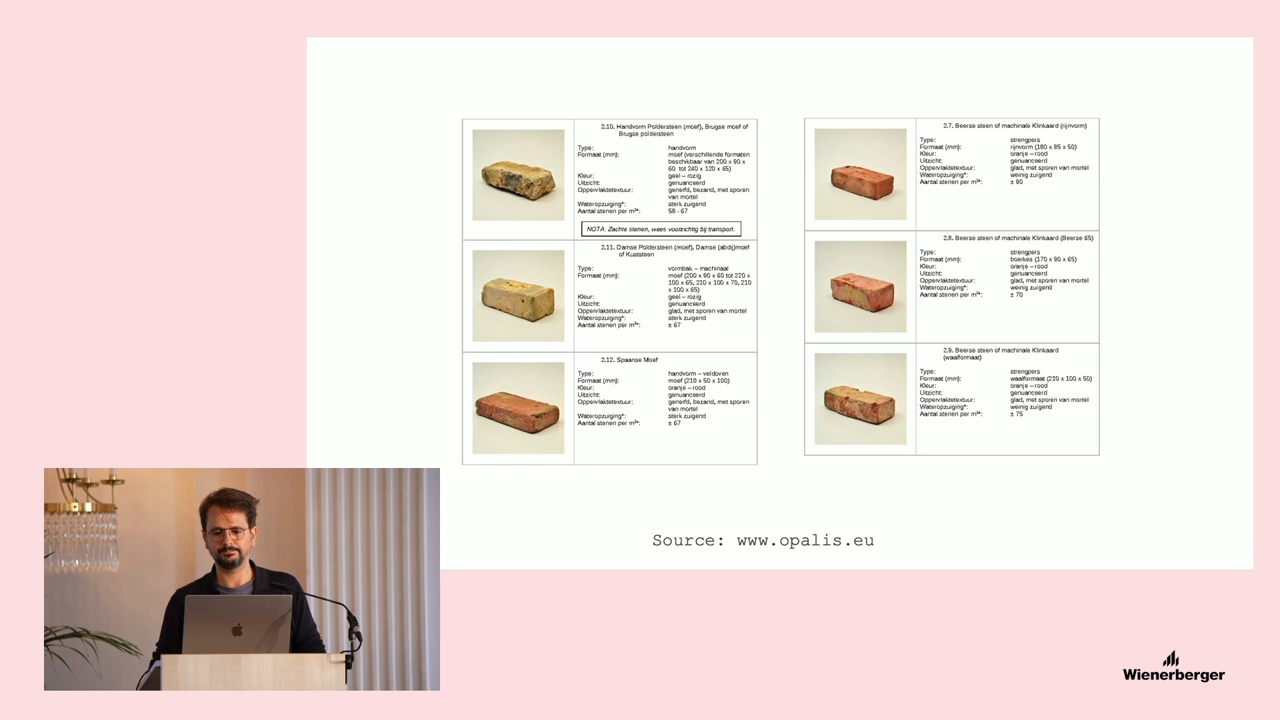 2.10. Handvorm Poldersteen (moef), Brugse moef of
Brugse poldersteen
Type: handvorm
Formaat (mm): moef (verschillende formaten
beschikbaar van 200 x 90 x
60 tot 240 x 120 x 65)
Kleur: geel – rozig
Uitzicht: genuanceerd
Oppervlaktetextuur: generfd, bezand, met sporen
van mortel
Wateropzuiging*: sterk zuigend
Aantal stenen per m²*: 58 - 67
NOTA: Zachte stenen, wees voorzichtig bij transport.
2.11. Damse Poldersteen (moef), Damse (abdij)moef
of Kuststeen
Type: vormbak – machinaal
Formaat (mm): moef (200 x 90 x 60 tot 220 x
100 x 65, 210 x 100 x 70, 210
x 100 x 65)
Kleur: geel – rozig
Uitzicht: genuanceerd
Oppervlaktetextuur: glad, met sporen van mortel
Wateropzuiging*: sterk zuigend
Aantal stenen per m²*: ± 67
2.12. Spaanse Moef
Type: handvorm – veldoven
Formaat (mm): moef (210 x 50 x 100)
Kleur: oranje – rood
Uitzicht: genuanceerd
Oppervlaktetextuur: generfd, bezand, met sporen
van mortel
Wateropzuiging*: sterk zuigend
Aantal stenen per m²*: ± 67
2.7. Beerse steen of machinale Klinkaard (rijnvorm)
Type: strengpers
Formaat (mm): rijnvorm (180 x 85 x 50)
Kleur: oranje – rood
Uitzicht: genuanceerd
Oppervlaktetextuur: glad, met sporen van mortel
Wateropzuiging*: weinig zuigend
Aantal stenen per m²*: ± 90
2.8. Beerse steen of machinale Klinkaard (Beerse 65)
Type: strengpers
Formaat (mm): boerkes (170 x 90 x 65)
Kleur: oranje – rood
Uitzicht: genuanceerd
Oppervlaktetextuur: glad, met sporen van mortel
Wateropzuiging*: weinig zuigend
Aantal stenen per m²*: ± 70
2.9. Beerse steen of machinale Klinkaard
(waalformaat)
Type: strengpers
Formaat (mm): waalformaat (210 x 100 x 50)
Kleur: oranje – rood
Uitzicht: genuanceerd
Oppervlaktetextuur: glad, met sporen van mortel
Wateropzuiging*: weinig zuigend
Aantal stenen per m²*: ± 75
Source: www.opalis.eu
Wienerberger